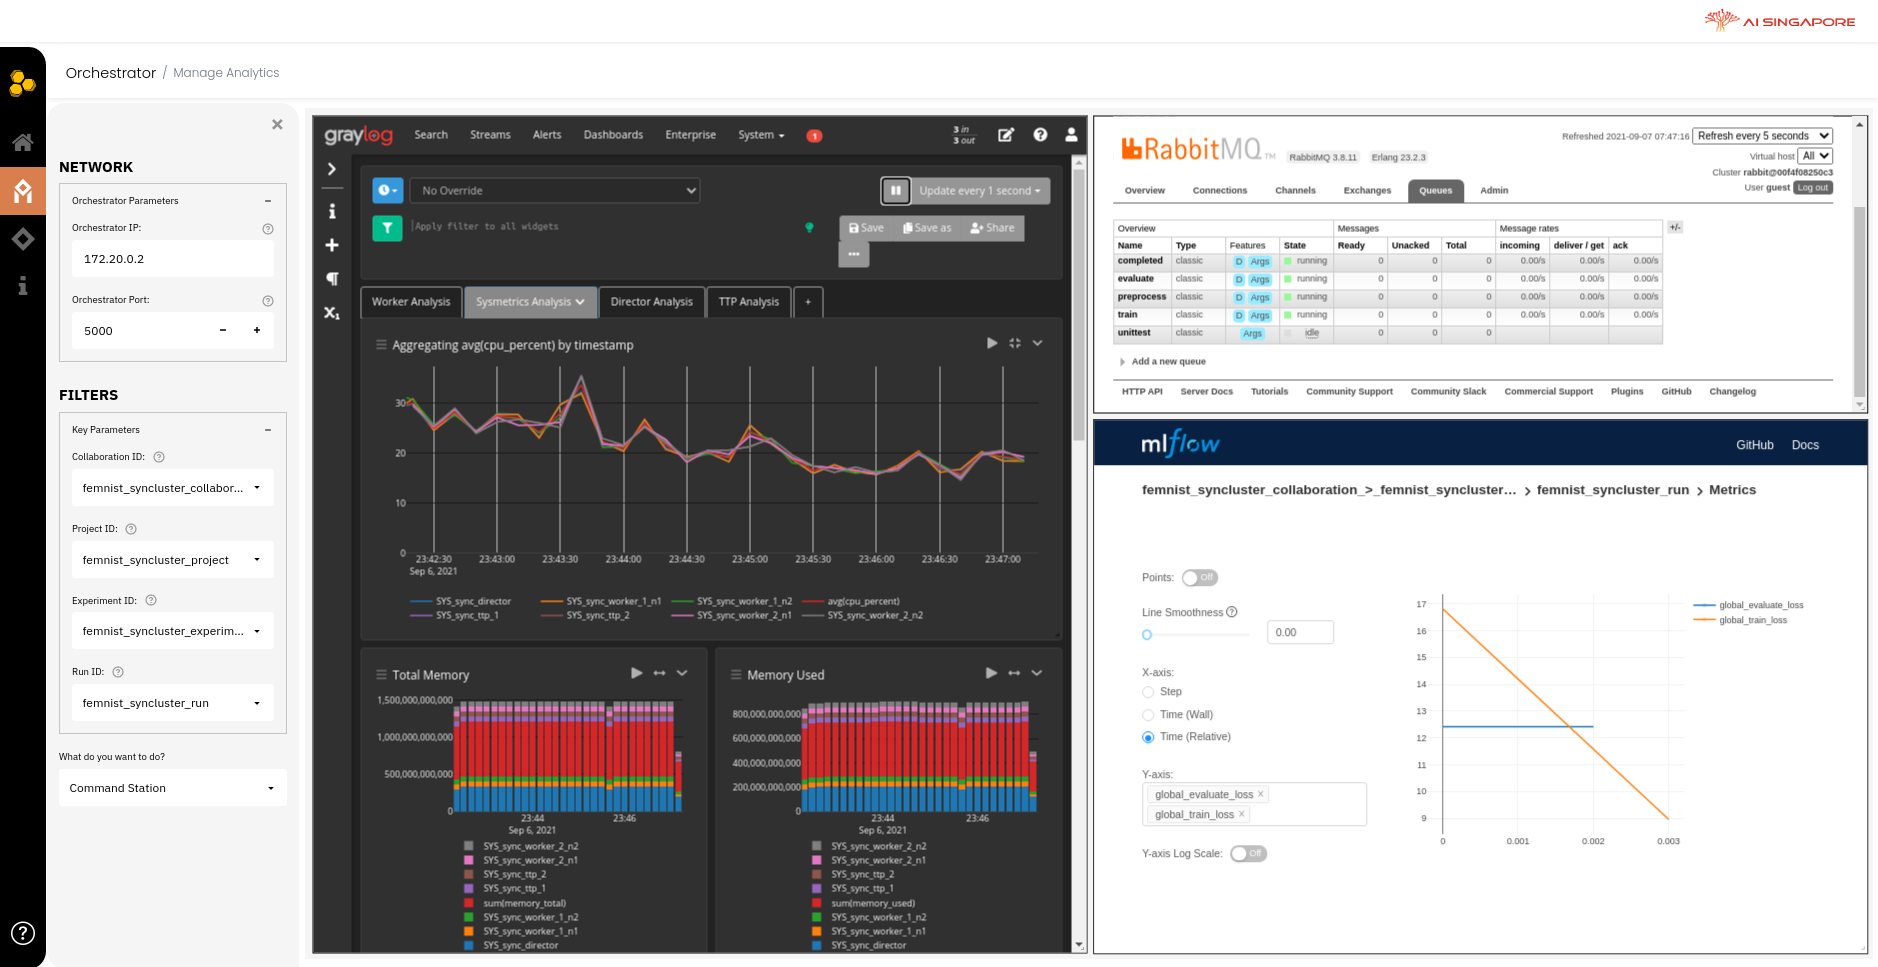 AI SINGAPORE
Orchestrator / Manage Analytics
NETWORK
Orchestrator Parameters
Orchestrator IP:
172.20.0.2
Orchestrator Port:
5000
FILTERS
Key Parameters
Collaboration ID:
femnist_syncluster_collabor...
Project ID:
femnist_syncluster_project
Experiment ID:
femnist_syncluster_experim...
Run ID:
femnist_syncluster_run
What do you want to do?
Command Station
graylog Search Streams Alerts Dashboards Enterprise System 1 3 in
3 out
No Override Update every 1 second
Apply filter to all widgets Save Save as Share
Worker Analysis Sysmetrics Analysis Director Analysis TTP Analysis +
Aggregating avg(cpu_percent) by timestamp
30
20
10
0
23:42:30 23:43:00 23:43:30 23:44:00 23:44:30 23:45:00 23:45:30 23:46:00 23:46:30 23:47:00
Sep 6, 2021
SYS_sync_director SYS_sync_worker_1_n1 SYS_sync_worker_1_n2 avg(cpu_percent)
SYS_sync_ttp_1 SYS_sync_ttp_2 SYS_sync_worker_2_n1 SYS_sync_worker_2_n2
Total Memory
1,500,000,000,000
1,000,000,000,000
500,000,000,000
0
23:44 23:46
Sep 6, 2021
SYS_sync_worker_2_n2
SYS_sync_worker_2_n1
SYS_sync_ttp_2
SYS_sync_ttp_1
sum(memory_total)
SYS_sync_worker_1_n2
SYS_sync_worker_1_n1
SYS_sync_director
Memory Used
800,000,000,000
600,000,000,000
400,000,000,000
200,000,000,000
0
23:44 23:46
Sep 6, 2021
SYS_sync_worker_2_n2
SYS_sync_worker_2_n1
SYS_sync_ttp_2
SYS_sync_ttp_1
sum(memory_used)
SYS_sync_worker_1_n2
SYS_sync_worker_1_n1
SYS_sync_director
Refreshed 2021-09-07 07:47:16 Refresh every 5 seconds
RabbitMQ TM RabbitMQ 3.8.11 Erlang 23.2.3
Virtual host All
Cluster rabbit@00f4f08250c3
User guest Log out
Overview Connections Channels Exchanges Queues Admin
Overview Messages Message rates +/-
Name Type Features State Ready Unacked Total incoming deliver / get ack
completed classic D Args running 0 0 0 0.00/s 0.00/s 0.00/s
evaluate classic D Args running 0 0 0 0.00/s 0.00/s 0.00/s
preprocess classic D Args running 0 0 0 0.00/s 0.00/s 0.00/s
train classic D Args running 0 0 0 0.00/s 0.00/s 0.00/s
unittest classic Args idle 0 0 0
Add a new queue
HTTP API Server Docs Tutorials Community Support Community Slack Commercial Support Plugins GitHub Changelog
mlflow GitHub Docs
femnist_syncluster_collaboration_>_femnist_syncluster... > femnist_syncluster_run > Metrics
Points: Off
Line Smoothness
0.00
X-axis:
Step
Time (Wall)
Time (Relative)
Y-axis:
global_evaluate_loss ×
global_train_loss ×
Y-axis Log Scale: Off
17
16
15
14
13
12
11
10
9
0 0.001 0.002 0.003
global_evaluate_loss
global_train_loss